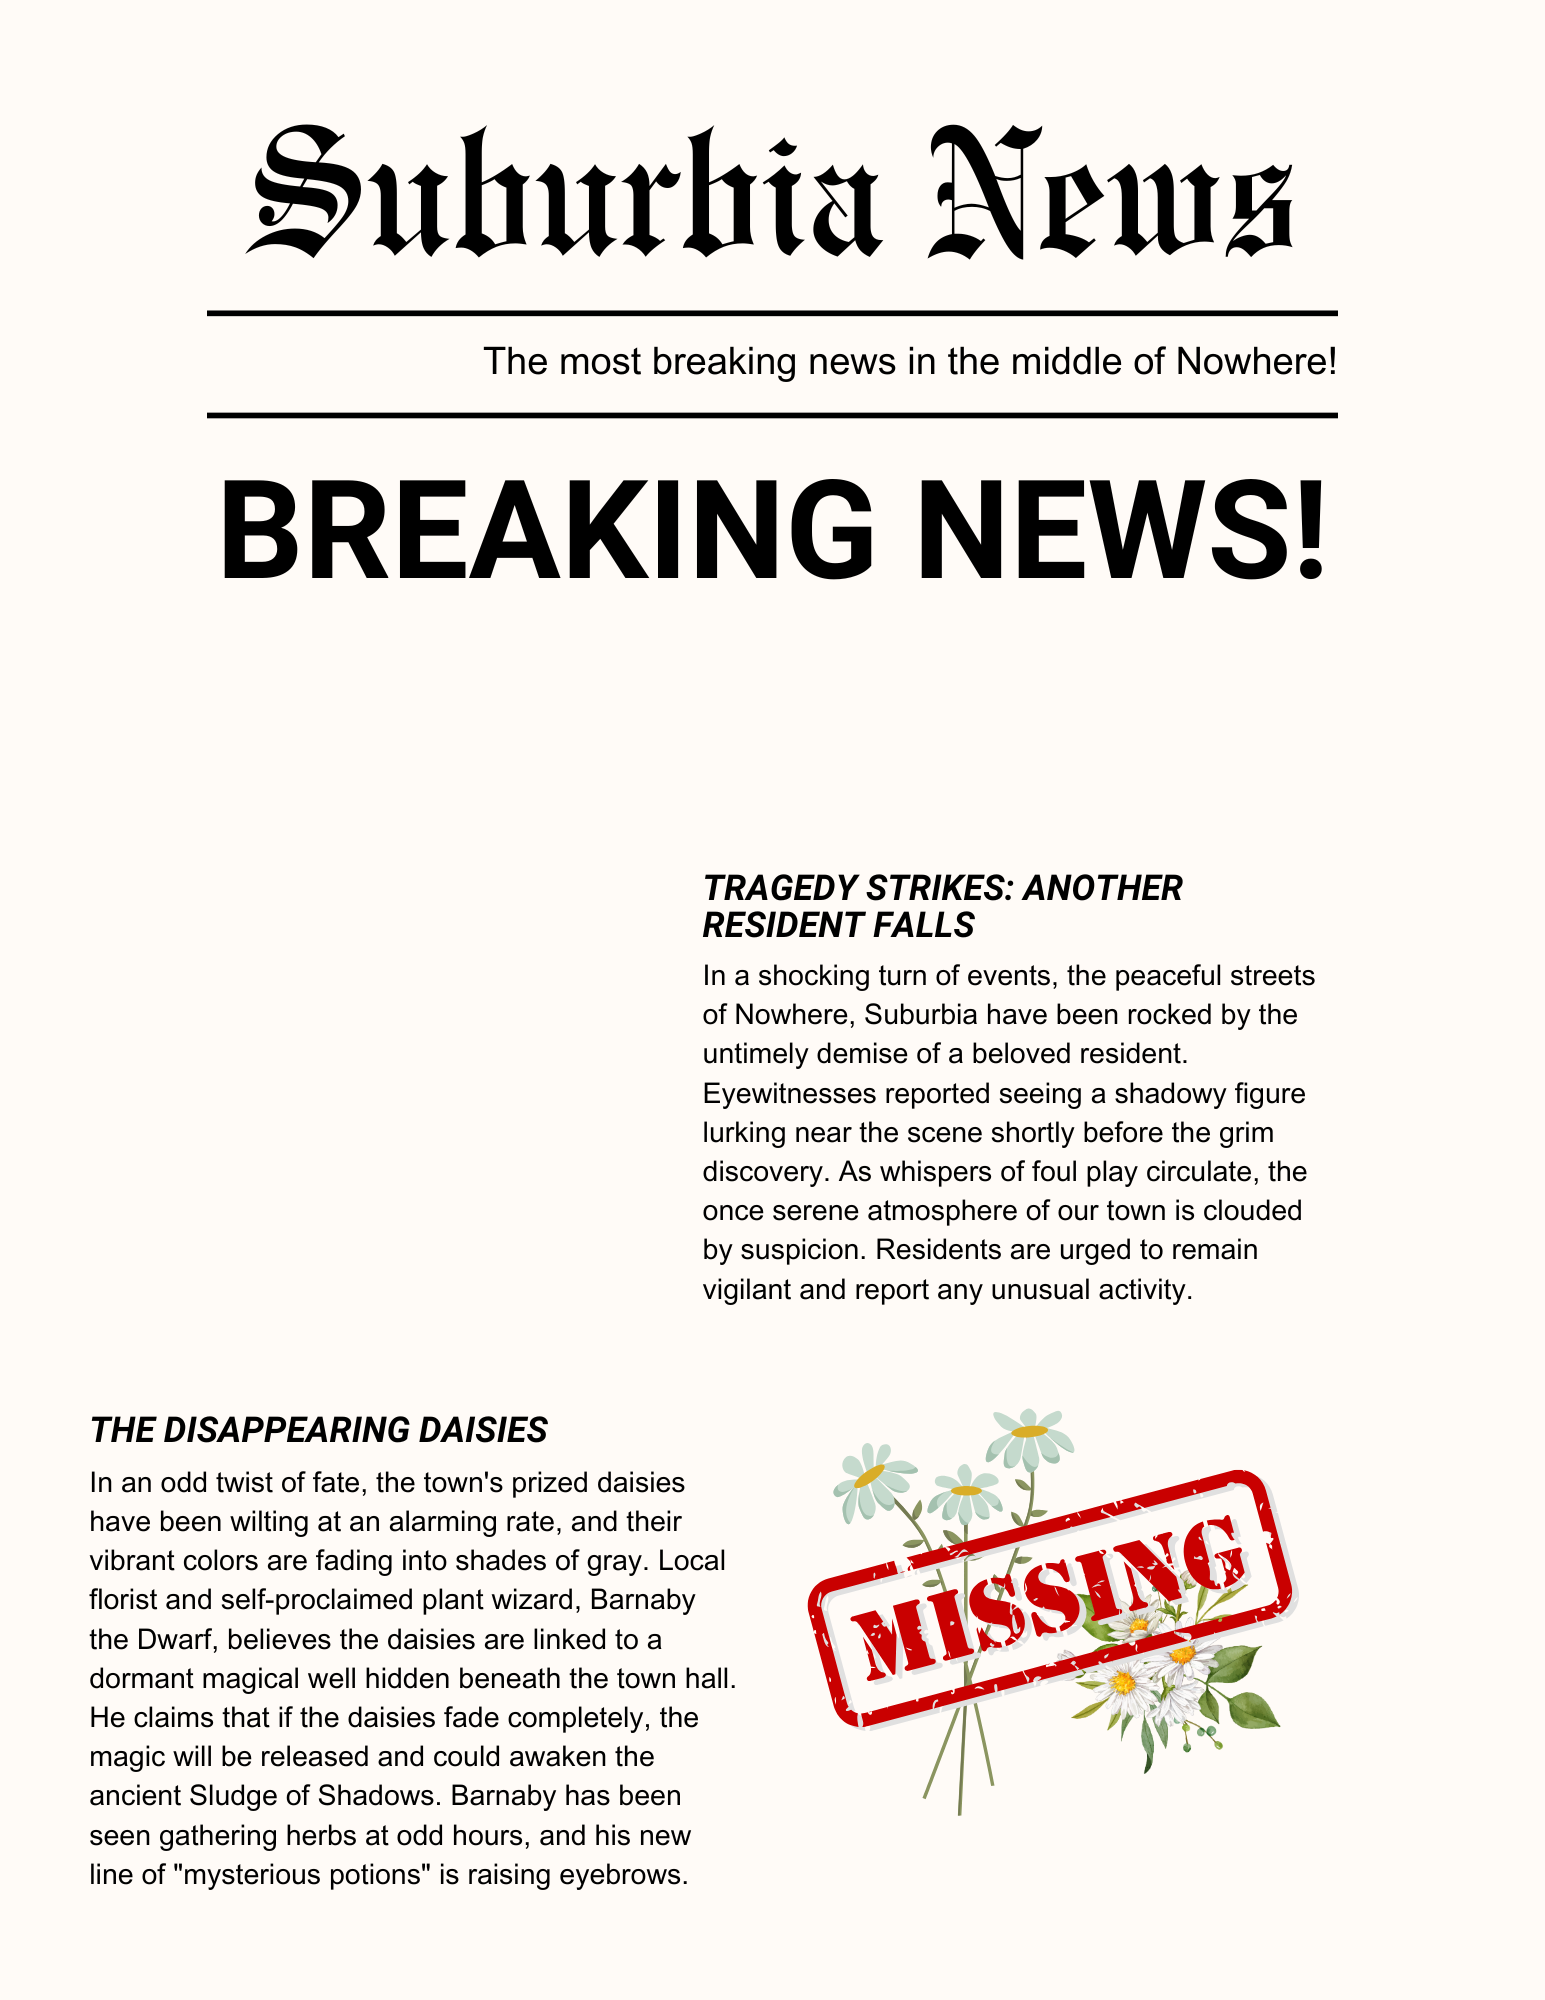 Suburbia News
The most breaking news in the middle of Nowhere!
BREAKING NEWS!
TRAGEDY STRIKES: ANOTHER
RESIDENT FALLS
In a shocking turn of events, the peaceful streets
of Nowhere, Suburbia have been rocked by the
untimely demise of a beloved resident.
Eyewitnesses reported seeing a shadowy figure
lurking near the scene shortly before the grim
discovery. As whispers of foul play circulate, the
once serene atmosphere of our town is clouded
by suspicion. Residents are urged to remain
vigilant and report any unusual activity.
THE DISAPPEARING DAISIES
In an odd twist of fate, the town's prized daisies
have been wilting at an alarming rate, and their
vibrant colors are fading into shades of gray. Local
florist and self-proclaimed plant wizard, Barnaby
the Dwarf, believes the daisies are linked to a
dormant magical well hidden beneath the town hall.
He claims that if the daisies fade completely, the
magic will be released and could awaken the
ancient Sludge of Shadows. Barnaby has been
seen gathering herbs at odd hours, and his new
line of "mysterious potions" is raising eyebrows.
MISSING